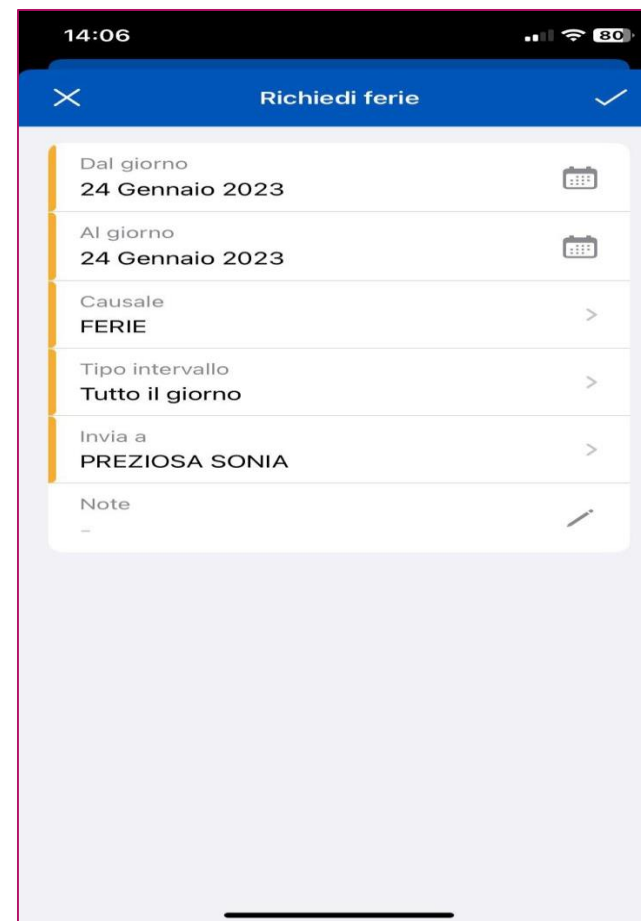 14:06
80
Richiedi ferie
Dal giorno
24 Gennaio 2023
Al giorno
24 Gennaio 2023
Causale
FERIE
Tipo intervallo
Tutto il giorno
Invia a
PREZIOSA SONIA
Note
-